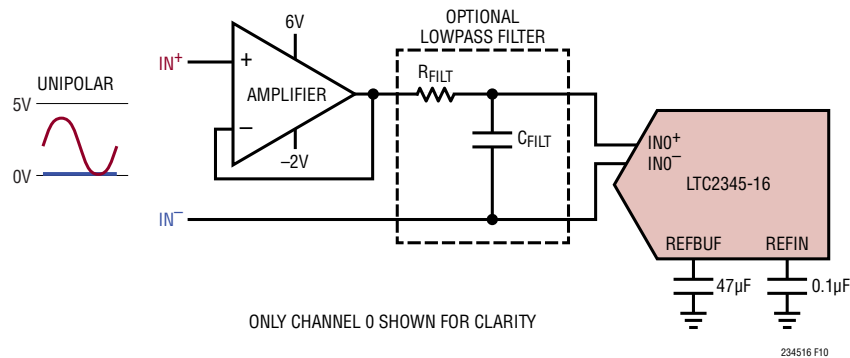 OPTIONAL
LOWPASS FILTER
6V
IN+
+
RFILT
UNIPOLAR
AMPLIFIER
5V
–
CFILT
IN0+
IN0–
–2V
LTC2345-16
0V
IN–
REFBUF REFIN
47µF
0.1µF
ONLY CHANNEL 0 SHOWN FOR CLARITY
234516 F10